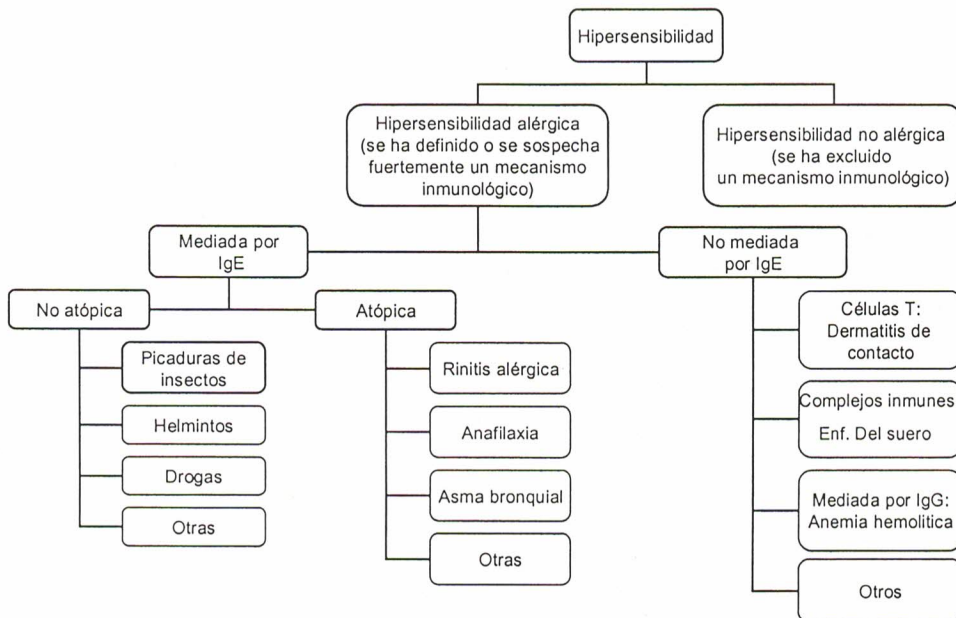 Hipersensibilidad
Hipersensibilidad alérgica
(se ha definido o se sospecha
fuertemente un mecanismo
inmunológico)
Hipersensibilidad no alérgica
(se ha excluido
un mecanismo inmunológico)
Mediada por
IgE
No mediada
por IgE
No atópica
Atópica
Picaduras de
insectos
Helmintos
Drogas
Otras
Rinitis alérgica
Anafilaxia
Asma bronquial
Otras
Células T:
Dermatitis de
contacto
Complejos inmunes
Enf. Del suero
Mediada por IgG:
Anemia hemolitica
Otros